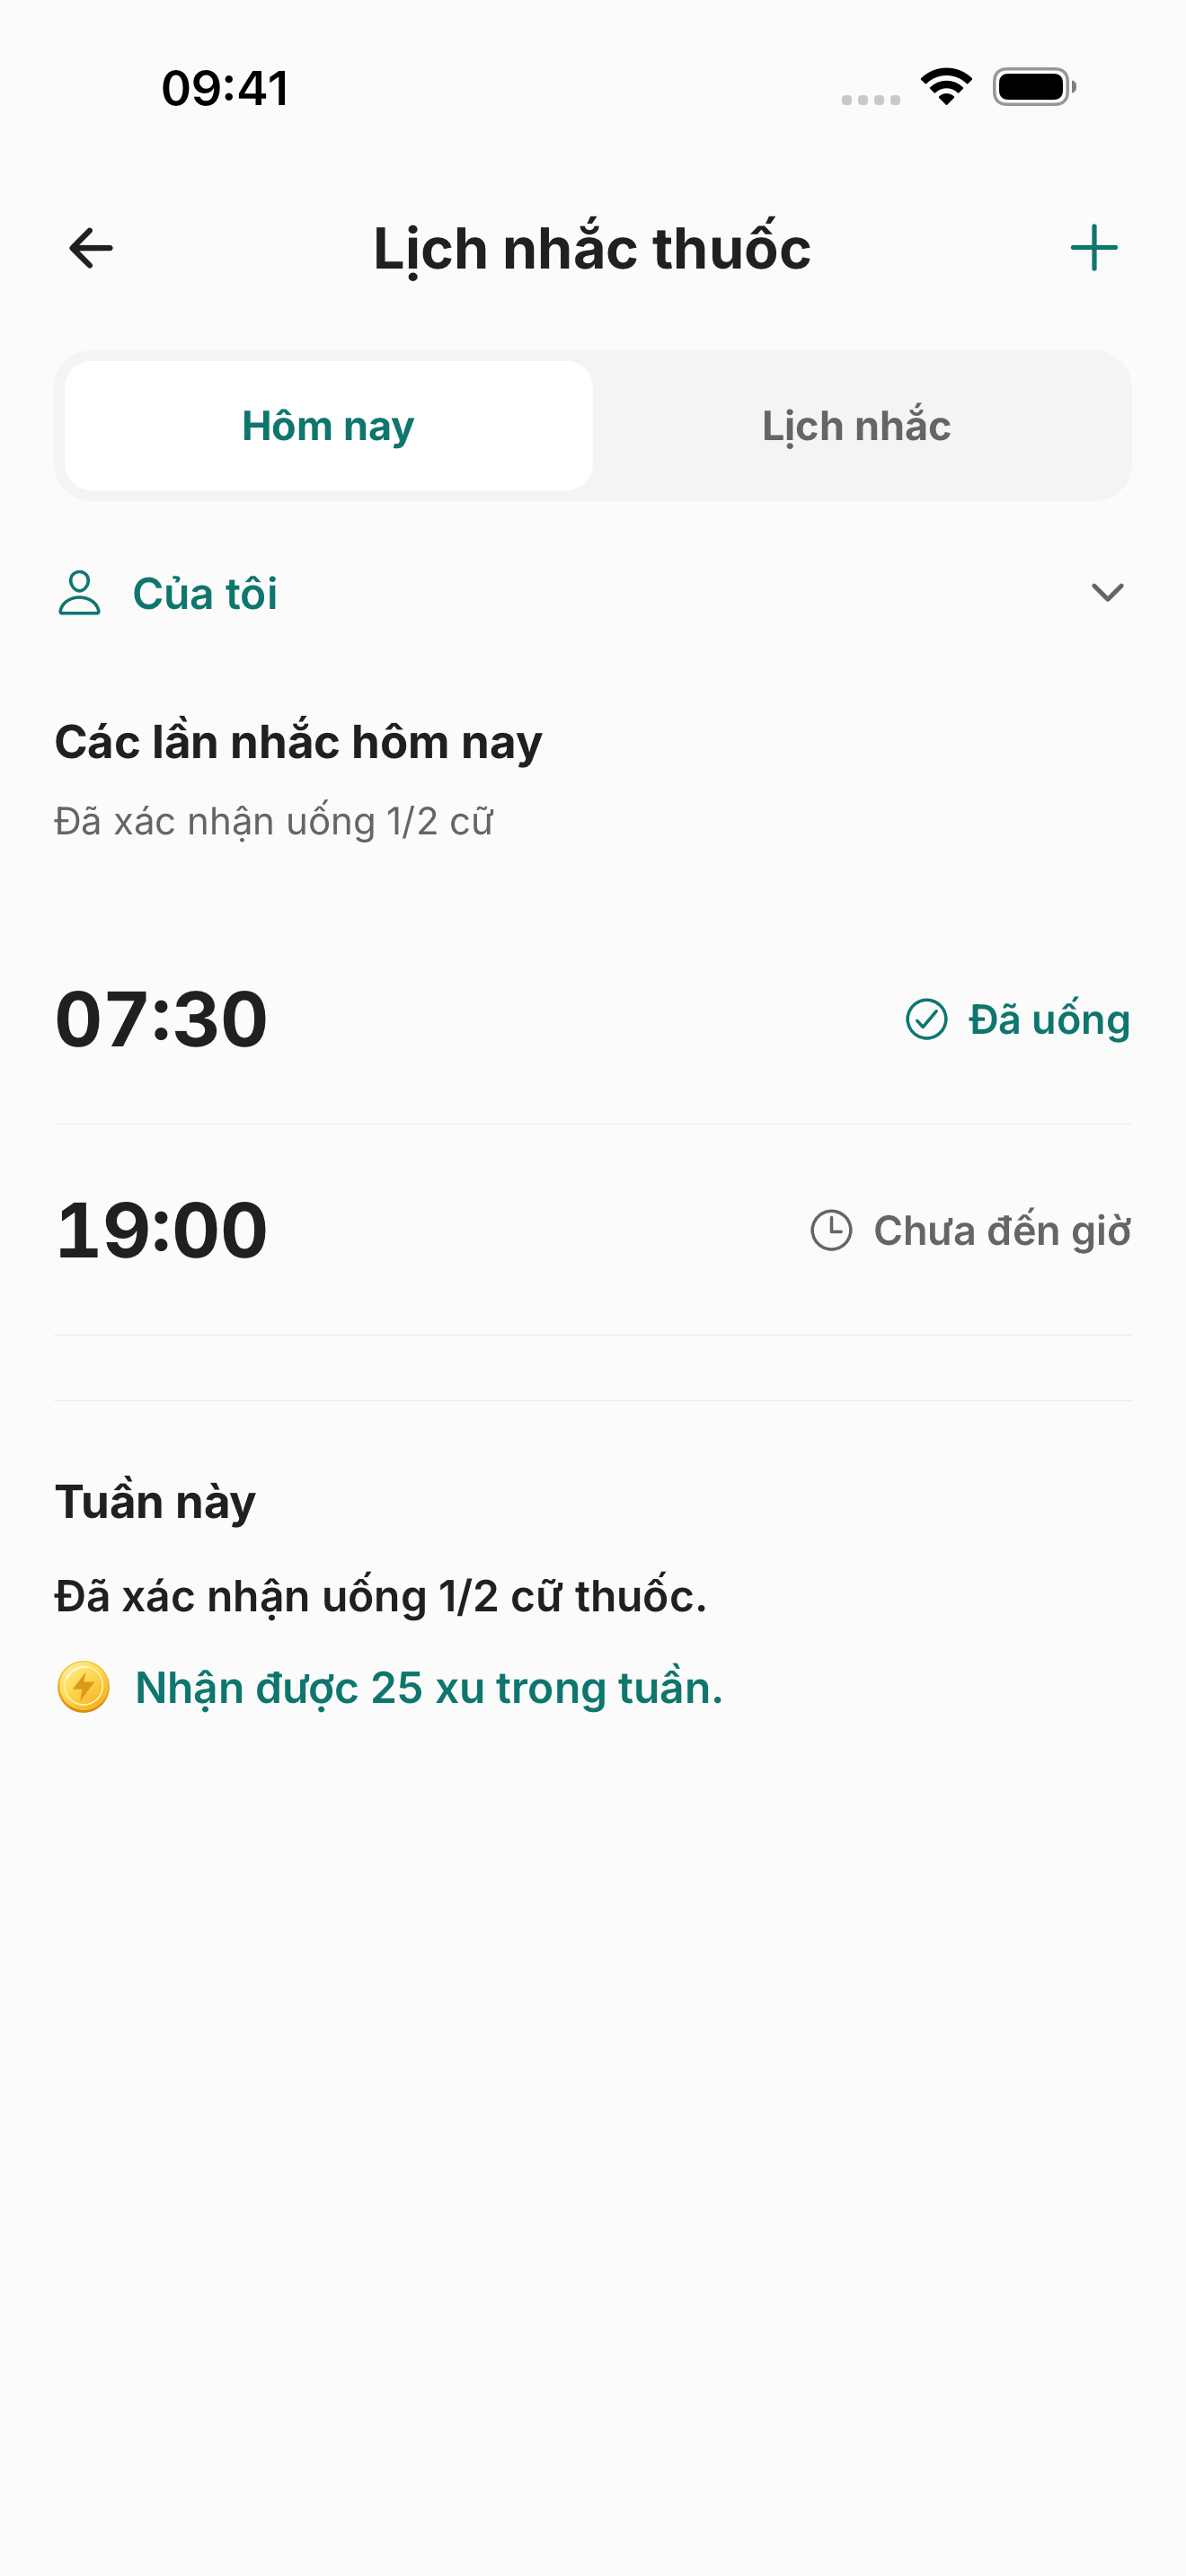 09:41
Lịch nhắc thuốc
Hôm nay
Lịch nhắc
Của tôi
Các lần nhắc hôm nay
Đã xác nhận uống 1/2 cữ
07:30
Đã uống
19:00
Chưa đến giờ
Tuần này
Đã xác nhận uống 1/2 cữ thuốc.
Nhận được 25 xu trong tuần.